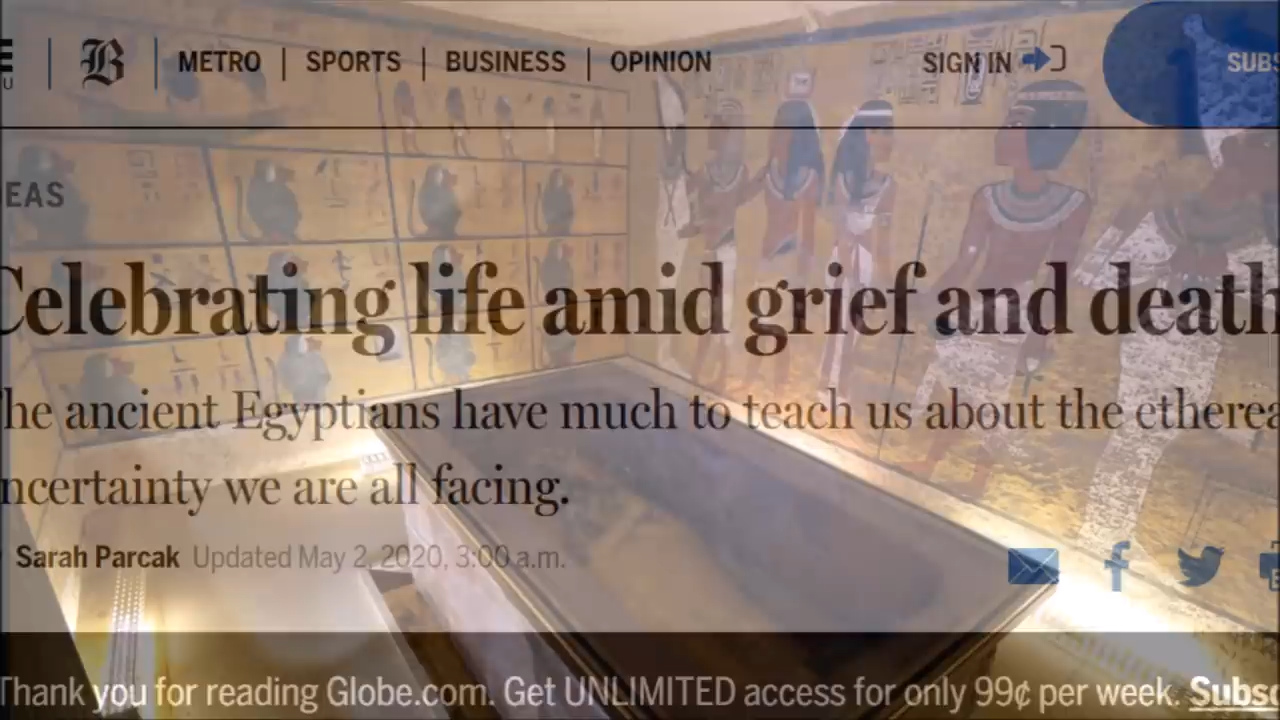 B METRO SPORTS BUSINESS OPINION SIGN IN SUBS
EAS
Celebrating life amid grief and death
The ancient Egyptians have much to teach us about the etherea
ncertainty we are all facing.
Sarah Parcak Updated May 2, 2020, 3:00 a.m.
Thank you for reading Globe.com. Get UNLIMITED access for only 99¢ per week. Subsc